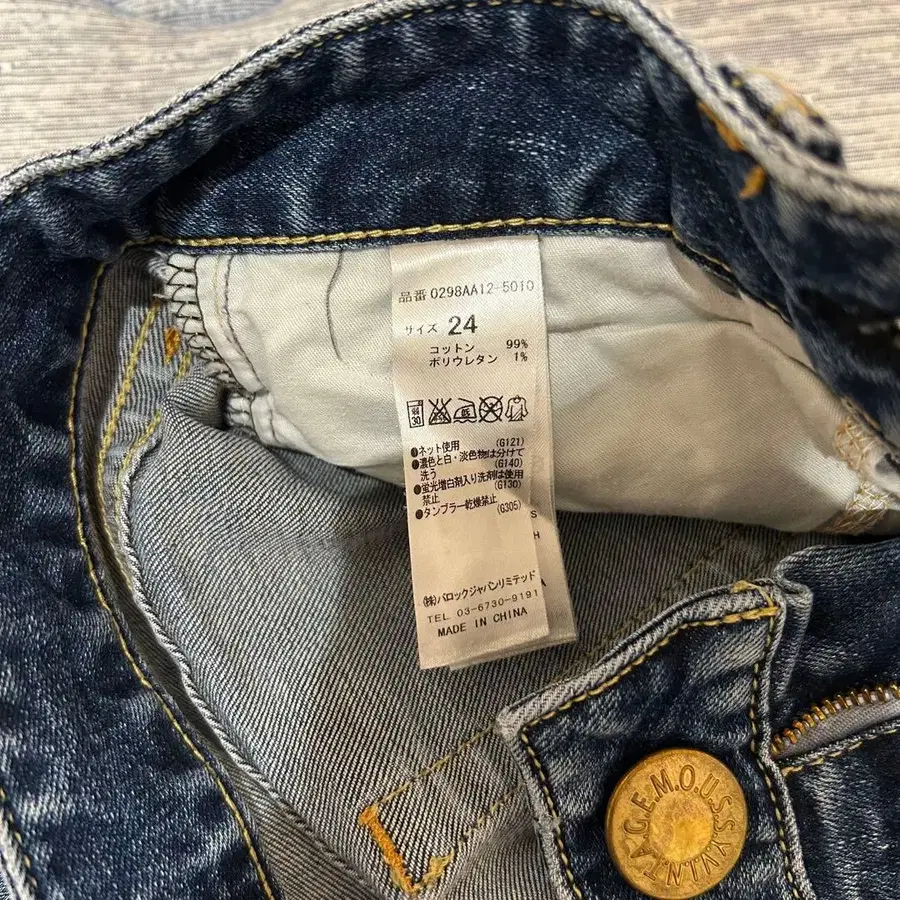 品番 0298AA12-5010
サイズ 24
コットン 99%
ポリウレタン 1%
30
●ネット使用 (G121)
●濃色と白・淡色物は分けて
洗う (G140)
●蛍光増白剤入り洗剤は使用
禁止 (G130)
●タンブラー乾燥禁止 (G305)
S
H
A
(株)バロックジャパンリミテッド
TEL 03-6730-9191
MADE IN CHINA
G.E.M.O.U.S.S.Y.V.I.N.T.A